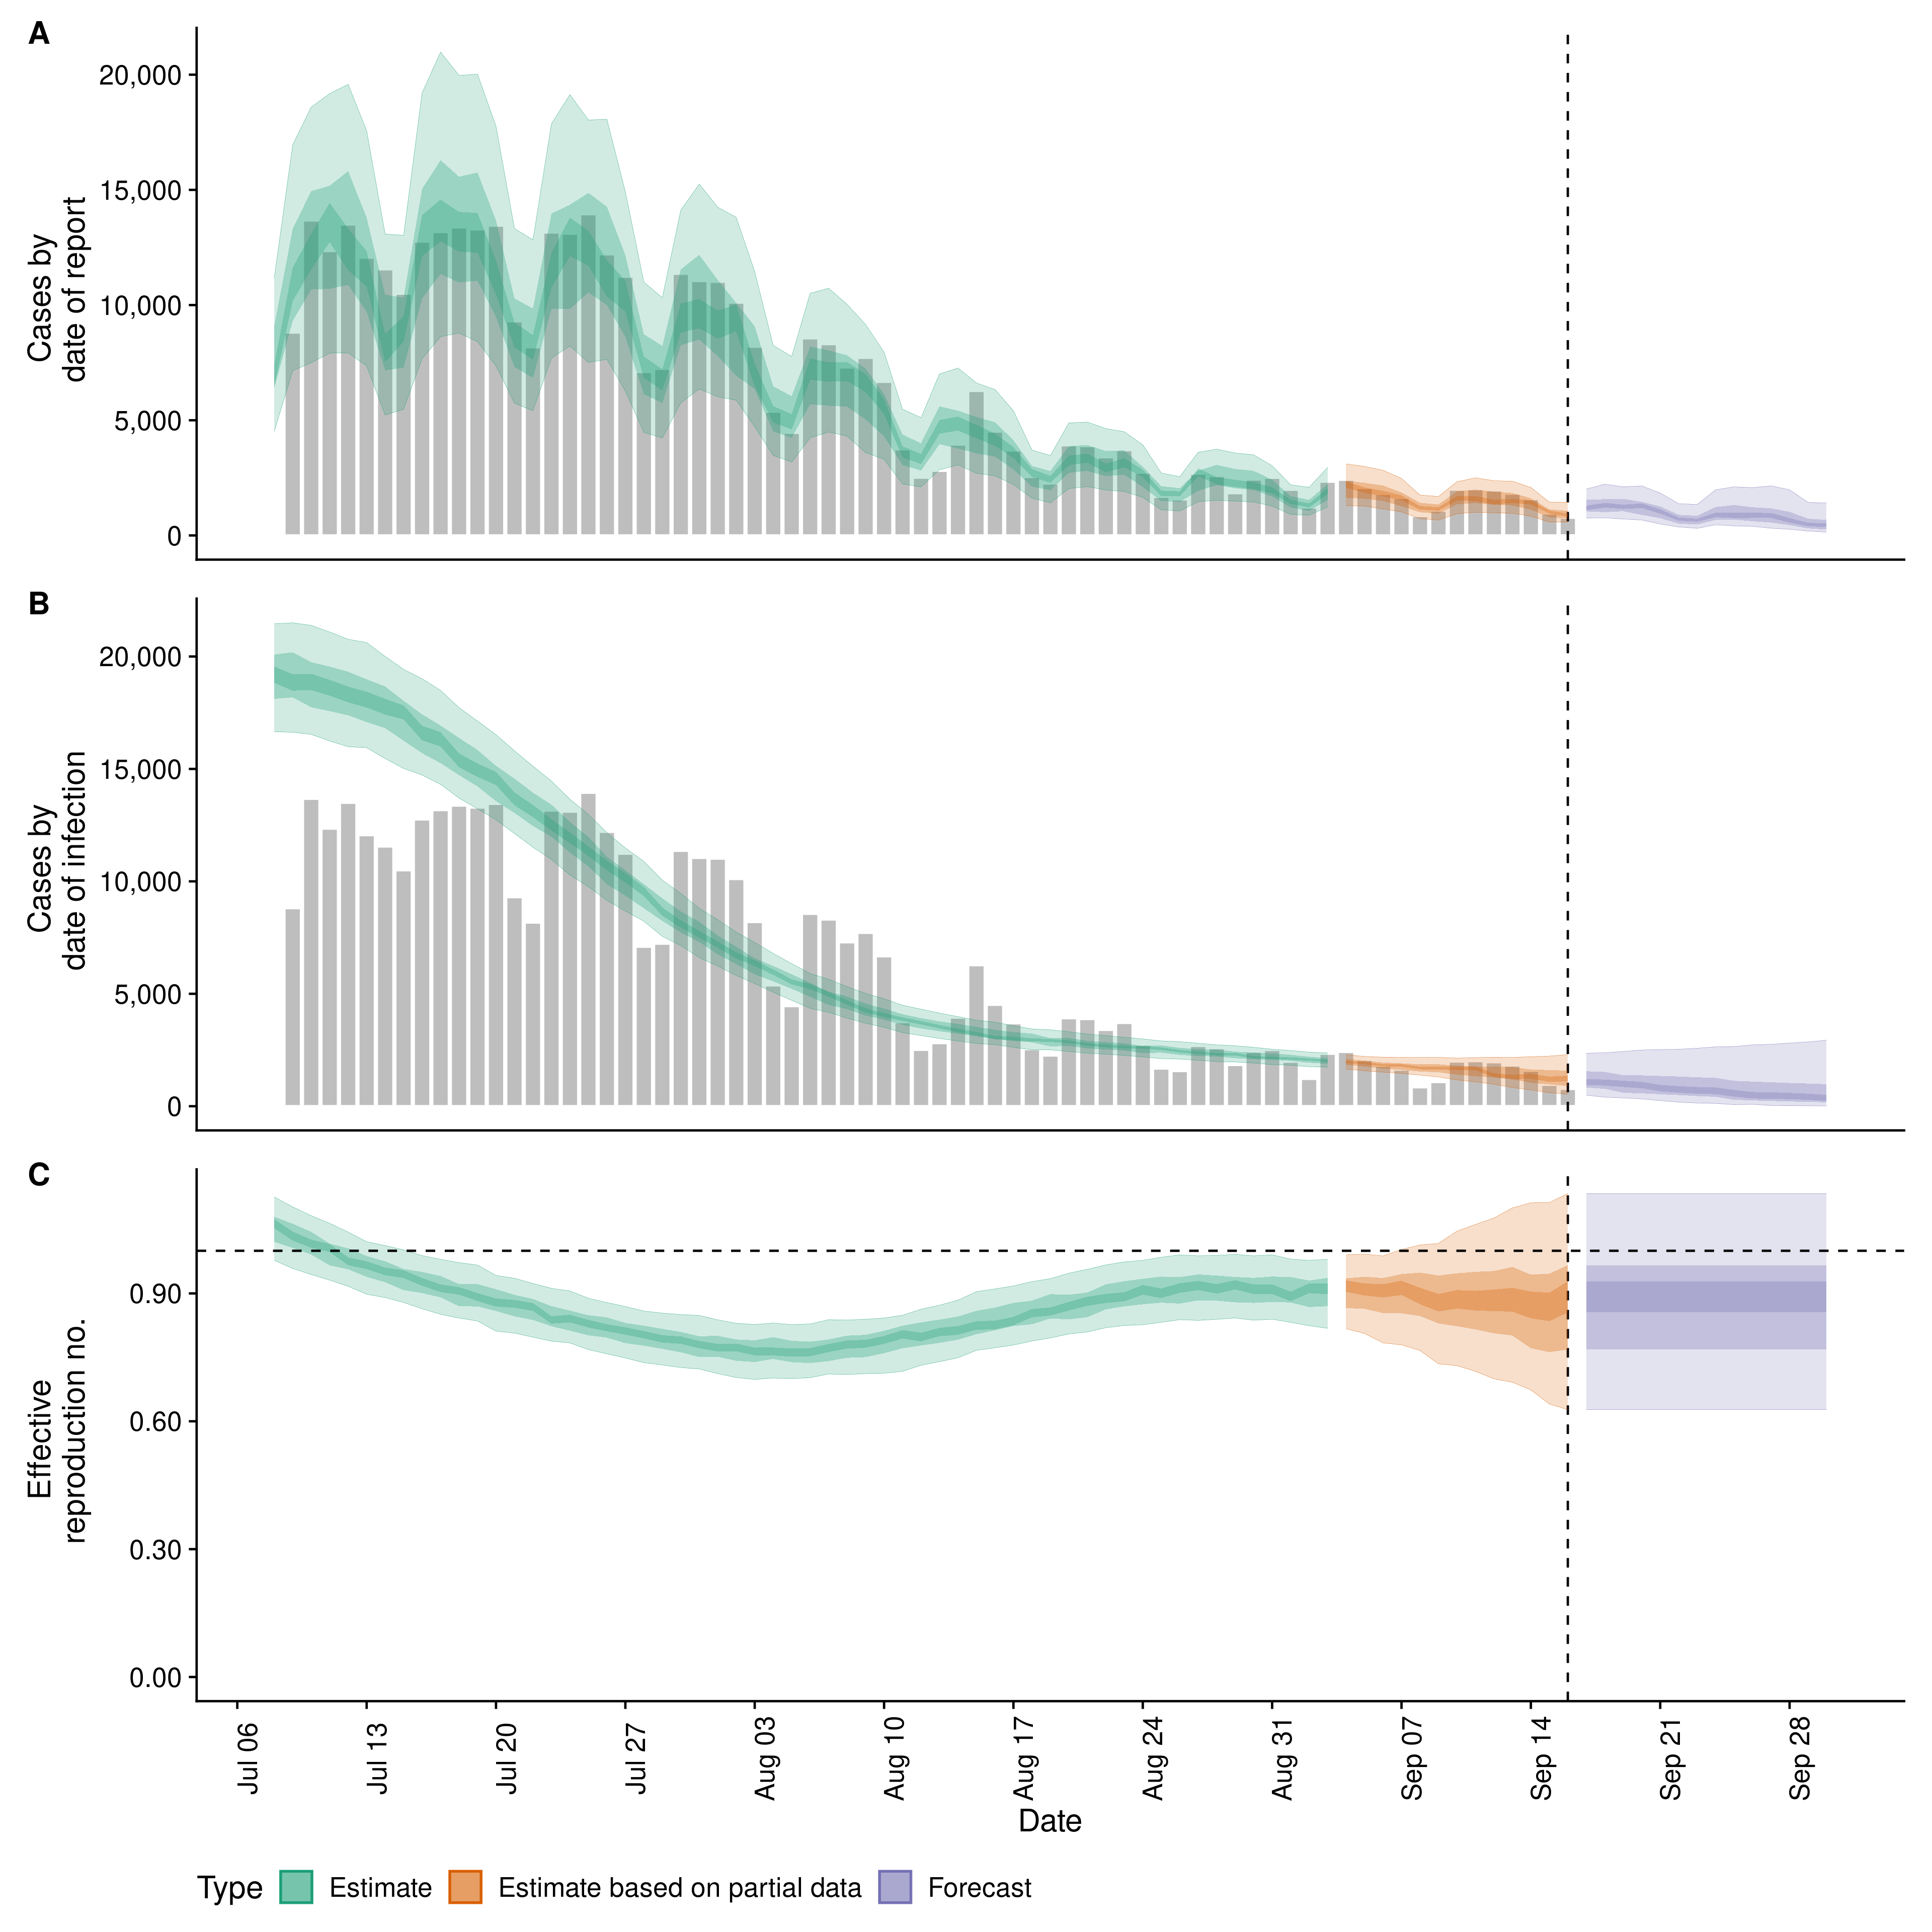 A
20,000
15,000
10,000
5,000
0
Cases by
date of report
B
20,000
15,000
10,000
5,000
0
Cases by
date of infection
C
0.90
0.60
0.30
0.00
Effective
reproduction no.
Jul 06
Jul 13
Jul 20
Jul 27
Aug 03
Aug 10
Aug 17
Aug 24
Aug 31
Sep 07
Sep 14
Sep 21
Sep 28
Date
Type Estimate Estimate based on partial data Forecast